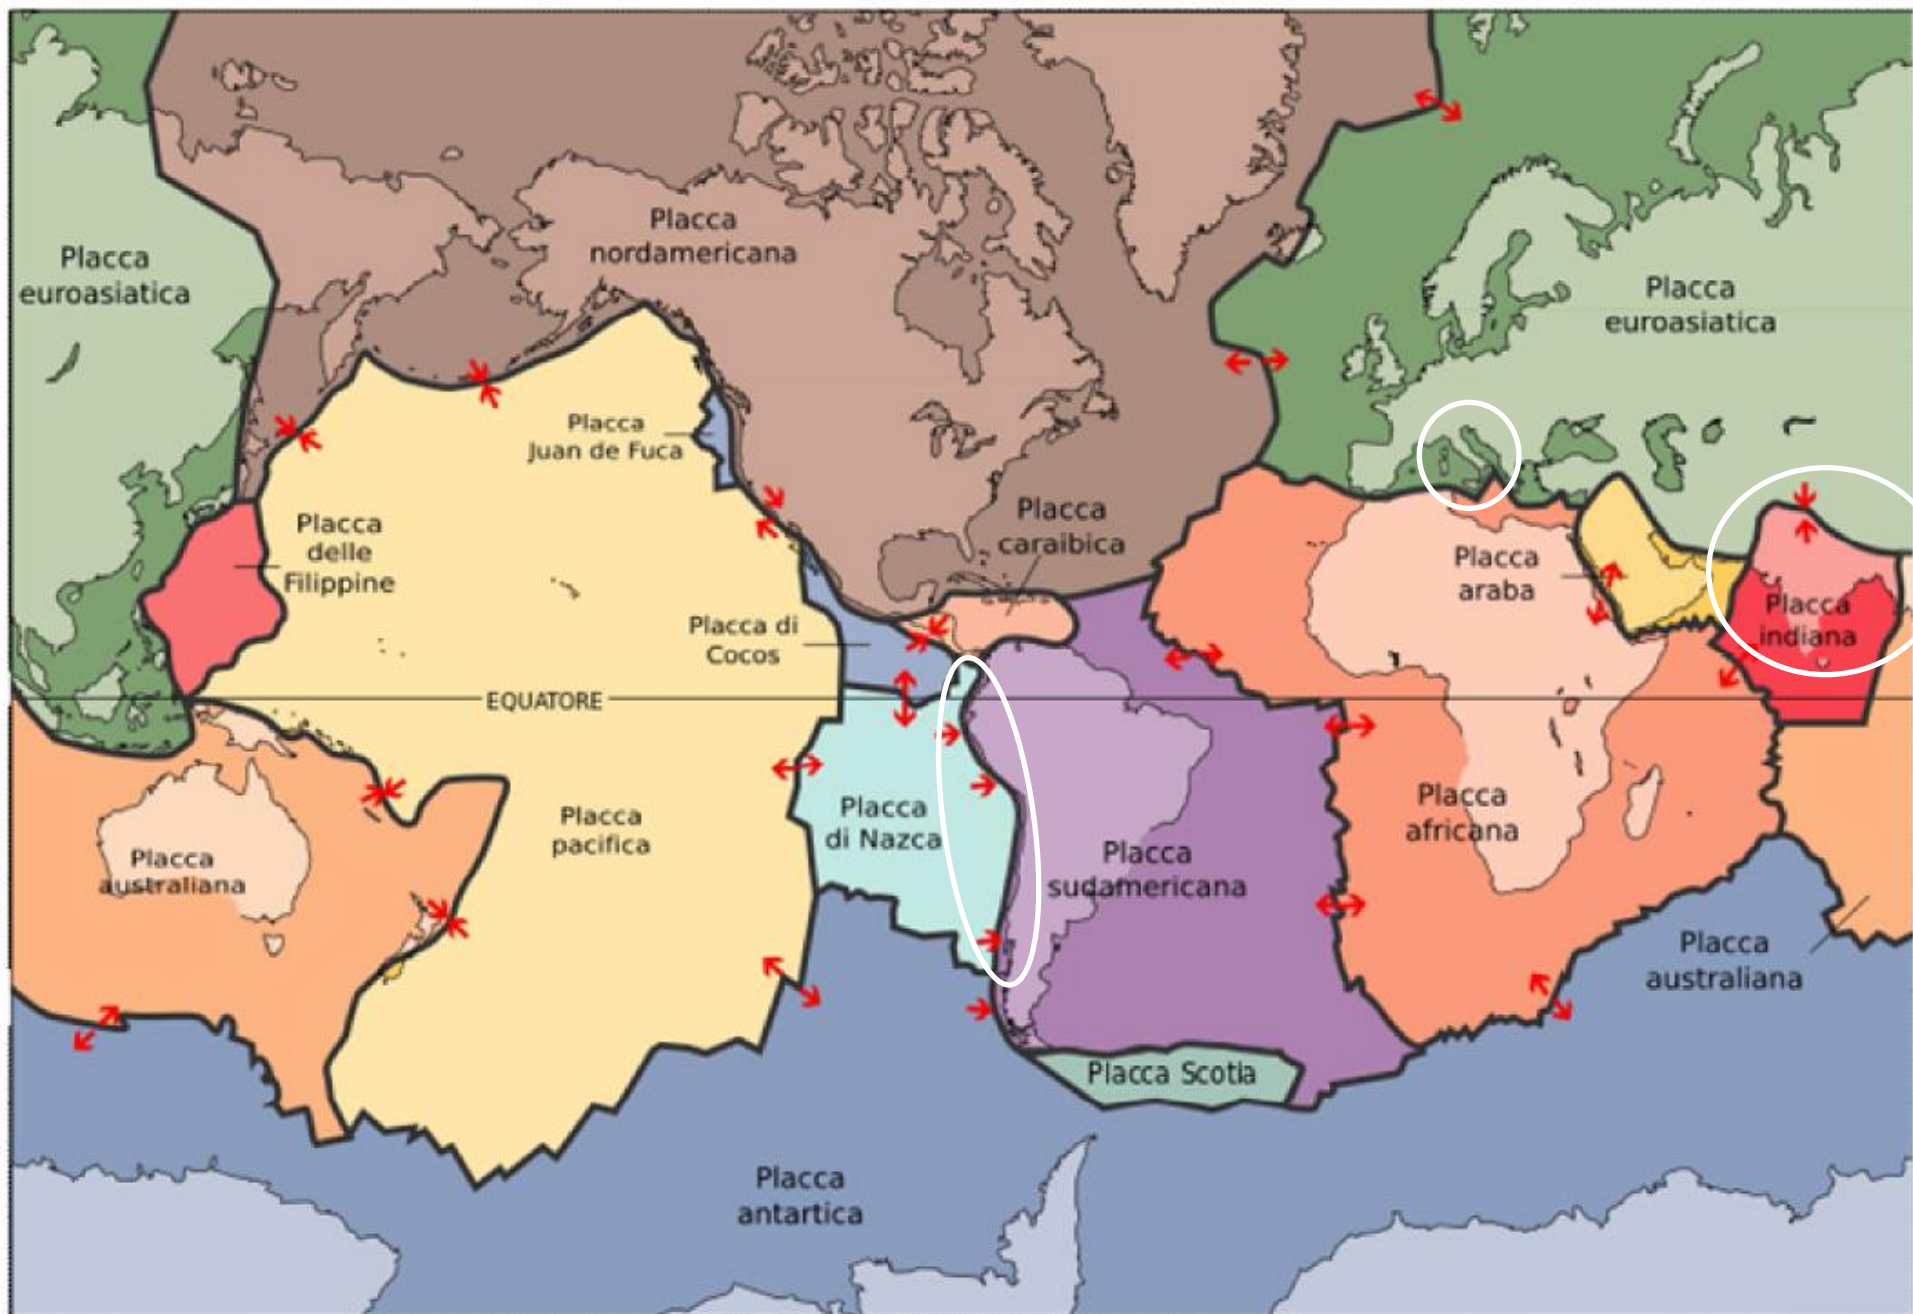 Placca
nordamericana
Placca
euroasiatica
Placca
euroasiatica
Placca
Juan de Fuca
Placca
caraibica
Placca
delle
Filippine
Placca
araba
Placca
indiana
Placca di
Cocos
EQUATORE
Placca
pacifica
Placca
di Nazca
Placca
sudamericana
Placca
africana
Placca
australiana
Placca
australiana
Placca Scotia
Placca
antartica